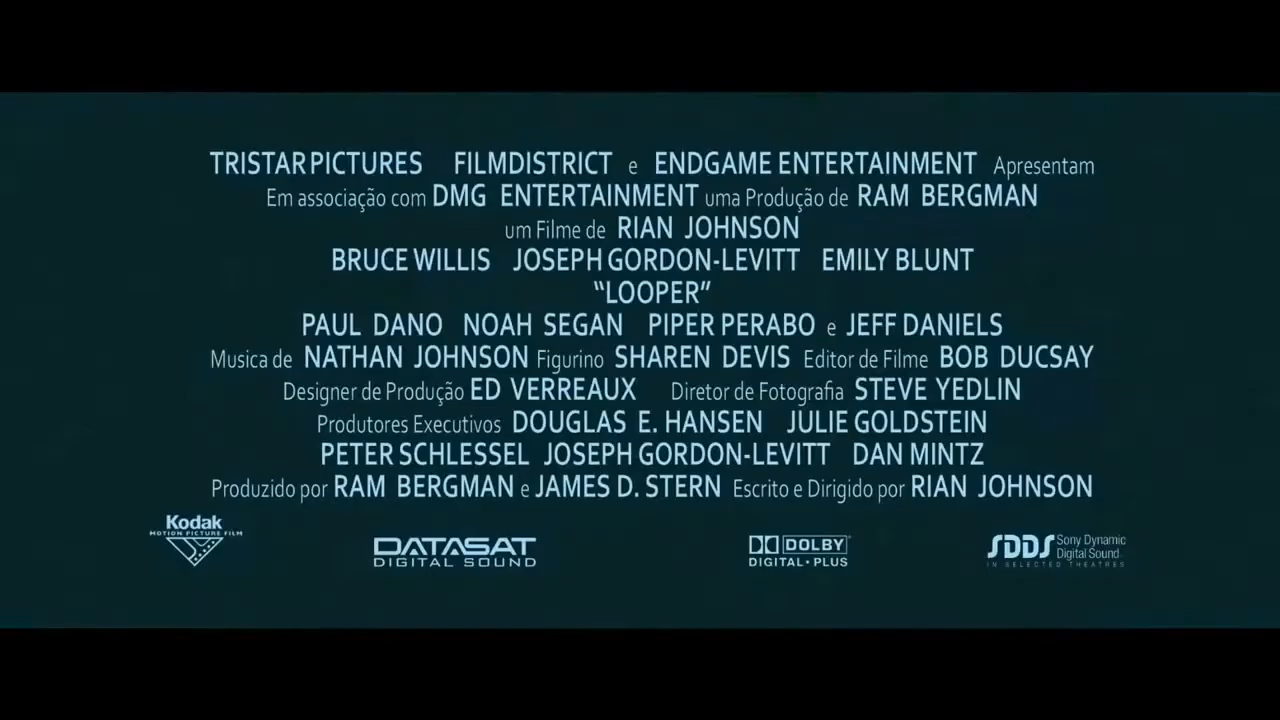 TRISTAR PICTURES FILMDISTRICT e ENDGAME ENTERTAINMENT Apresentam
Em associação com DMG ENTERTAINMENT uma Produção de RAM BERGMAN
um Filme de RIAN JOHNSON
BRUCE WILLIS JOSEPH GORDON-LEVITT EMILY BLUNT
“LOOPER”
PAUL DANO NOAH SEGAN PIPER PERABO e JEFF DANIELS
Musica de NATHAN JOHNSON Figurino SHAREN DEVIS Editor de Filme BOB DUCSAY
Designer de Produção ED VERREAUX Diretor de Fotografia STEVE YEDLIN
Produtores Executivos DOUGLAS E. HANSEN JULIE GOLDSTEIN
PETER SCHLESSEL JOSEPH GORDON-LEVITT DAN MINTZ
Produzido por RAM BERGMAN e JAMES D. STERN Escrito e Dirigido por RIAN JOHNSON
Kodak
MOTION PICTURE FILM
DATASAT
DIGITAL SOUND
DOLBY
DIGITAL•PLUS
SDDS Sony Dynamic
Digital Sound
IN SELECTED THEATRES